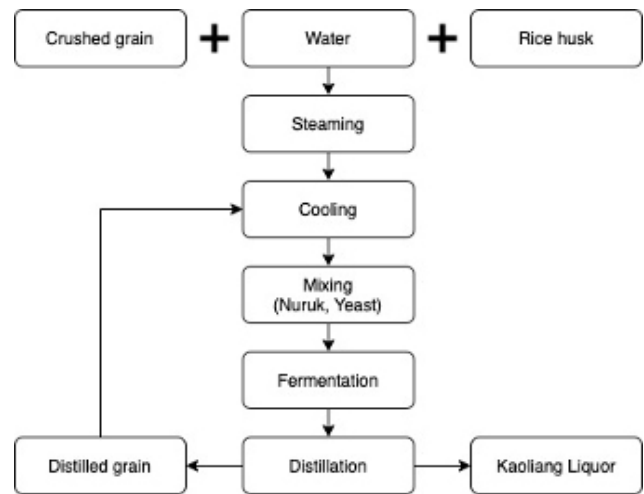 Crushed grain + Water + Rice husk
Steaming
Cooling
Mixing
(Nuruk, Yeast)
Fermentation
Distilled grain
Distillation
Kaoliang Liquor